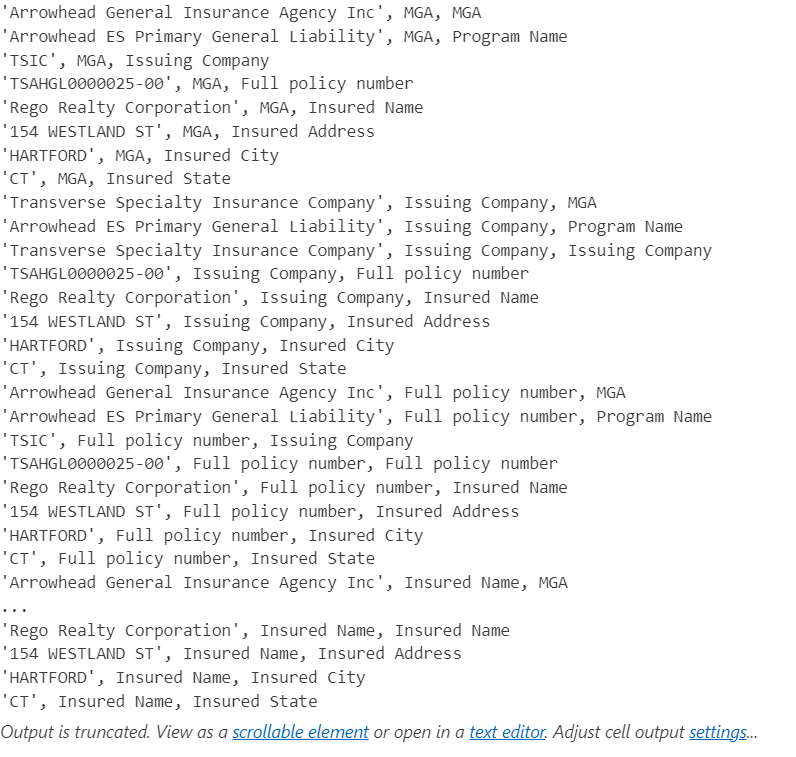 'Arrowhead General Insurance Agency Inc', MGA, MGA
'Arrowhead ES Primary General Liability', MGA, Program Name
'TSIC', MGA, Issuing Company
'TSAHGL0000025-00', MGA, Full policy number
'Rego Realty Corporation', MGA, Insured Name
'154 WESTLAND ST', MGA, Insured Address
'HARTFORD', MGA, Insured City
'CT', MGA, Insured State
'Transverse Specialty Insurance Company', Issuing Company, MGA
'Arrowhead ES Primary General Liability', Issuing Company, Program Name
'Transverse Specialty Insurance Company', Issuing Company, Issuing Company
'TSAHGL0000025-00', Issuing Company, Full policy number
'Rego Realty Corporation', Issuing Company, Insured Name
'154 WESTLAND ST', Issuing Company, Insured Address
'HARTFORD', Issuing Company, Insured City
'CT', Issuing Company, Insured State
'Arrowhead General Insurance Agency Inc', Full policy number, MGA
'Arrowhead ES Primary General Liability', Full policy number, Program Name
'TSIC', Full policy number, Issuing Company
'TSAHGL0000025-00', Full policy number, Full policy number
'Rego Realty Corporation', Full policy number, Insured Name
'154 WESTLAND ST', Full policy number, Insured Address
'HARTFORD', Full policy number, Insured City
'CT', Full policy number, Insured State
'Arrowhead General Insurance Agency Inc', Insured Name, MGA
...
'Rego Realty Corporation', Insured Name, Insured Name
'154 WESTLAND ST', Insured Name, Insured Address
'HARTFORD', Insured Name, Insured City
'CT', Insured Name, Insured State
Output is truncated. View as a scrollable element or open in a text editor. Adjust cell output settings...